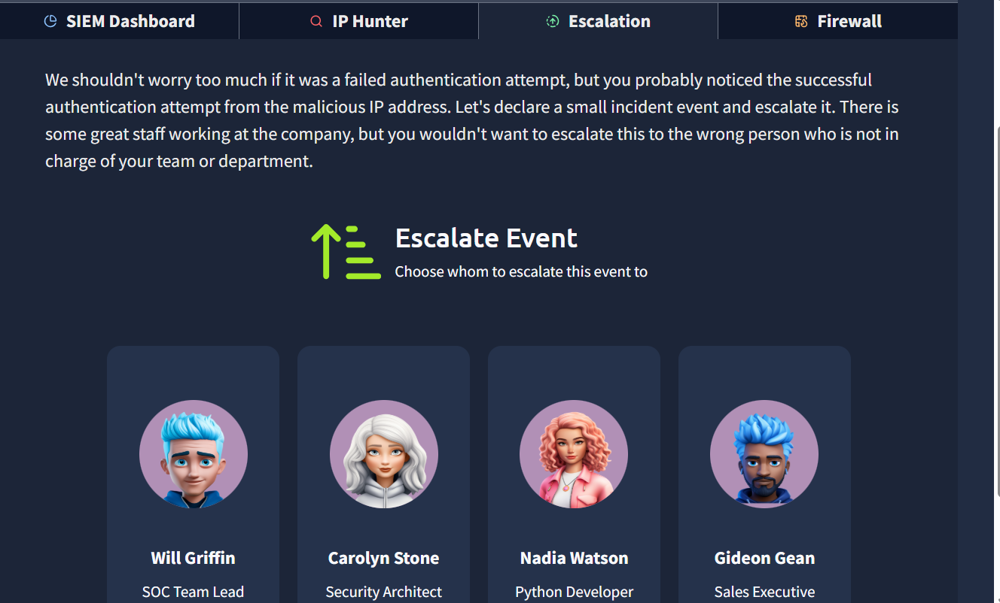 SIEM Dashboard
IP Hunter
Escalation
Firewall
We shouldn't worry too much if it was a failed authentication attempt, but you probably noticed the successful
authentication attempt from the malicious IP address. Let's declare a small incident event and escalate it. There is
some great staff working at the company, but you wouldn't want to escalate this to the wrong person who is not in
charge of your team or department.
Escalate Event
Choose whom to escalate this event to
Will Griffin
SOC Team Lead
Carolyn Stone
Security Architect
Nadia Watson
Python Developer
Gideon Gean
Sales Executive